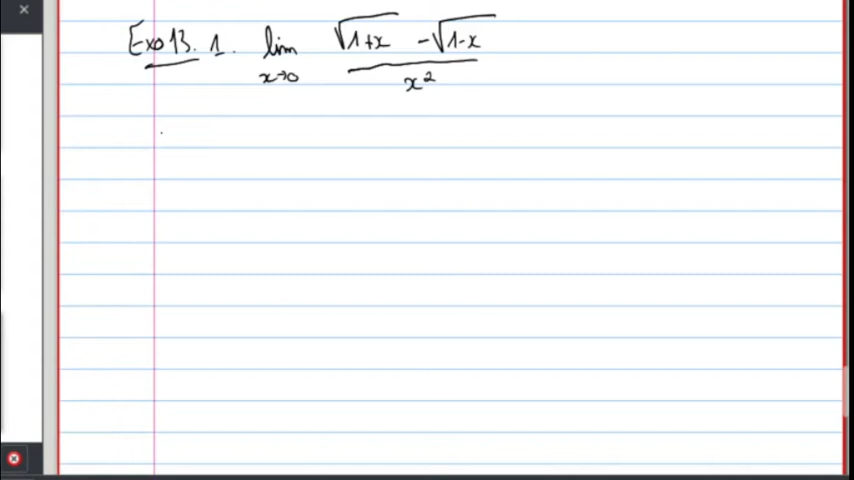 Exo 13. 1. lim x→0 √1+x - √1-x / x²